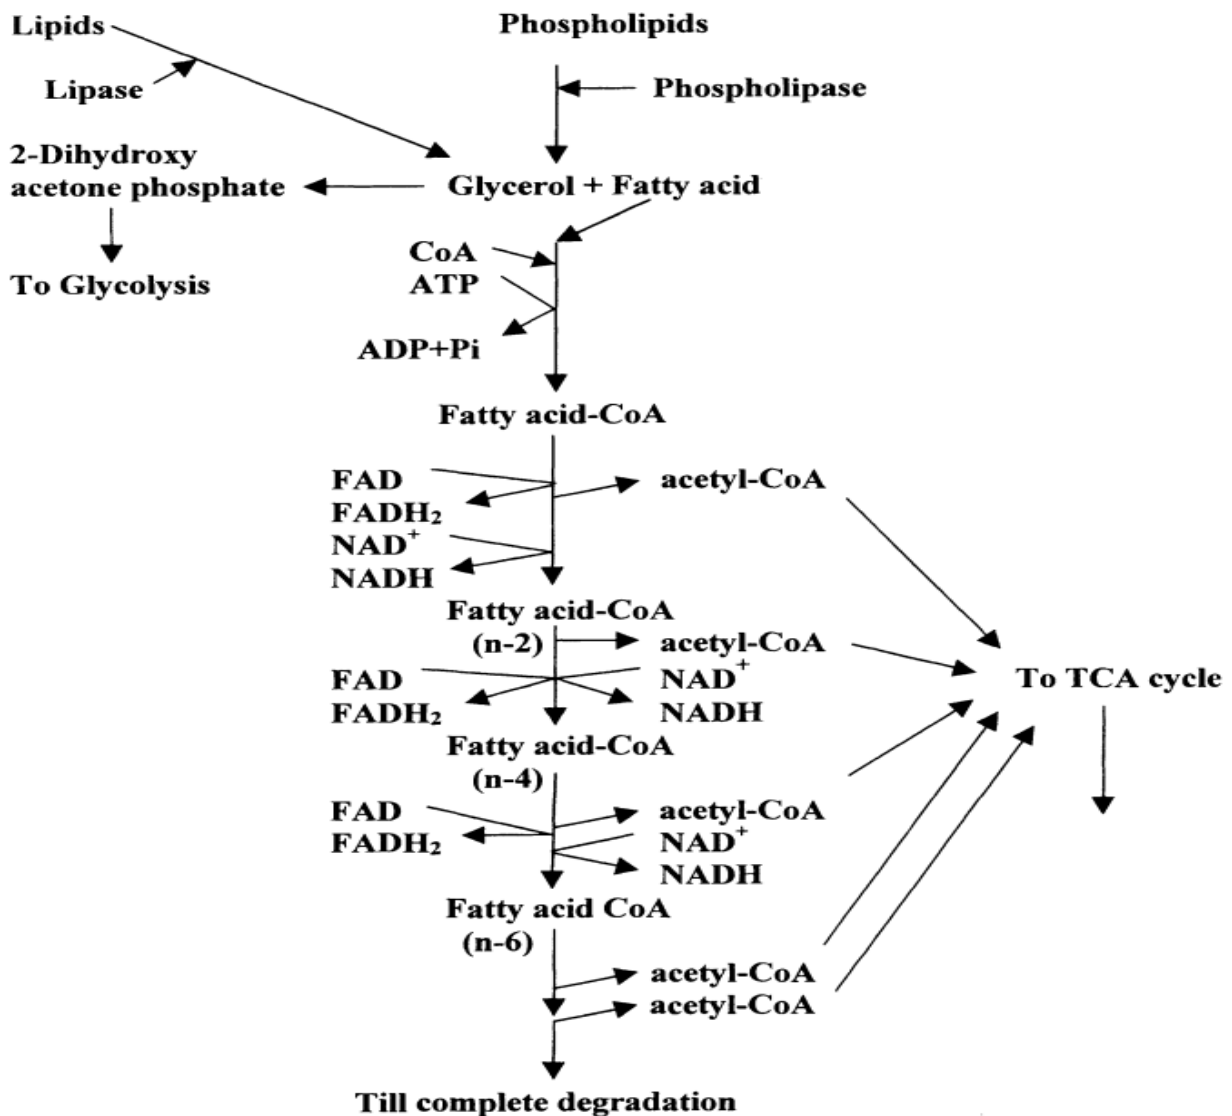 Lipids
Phospholipids
Lipase
Phospholipase
2-Dihydroxy
acetone phosphate
Glycerol + Fatty acid
To Glycolysis
CoA
ATP
ADP+Pi
Fatty acid-CoA
FAD
FADH₂
NAD⁺
NADH
acetyl-CoA
Fatty acid-CoA
(n-2)
acetyl-CoA
FAD
FADH₂
NAD⁺
NADH
To TCA cycle
Fatty acid-CoA
(n-4)
FAD
FADH₂
acetyl-CoA
NAD⁺
NADH
Fatty acid CoA
(n-6)
acetyl-CoA
acetyl-CoA
Till complete degradation